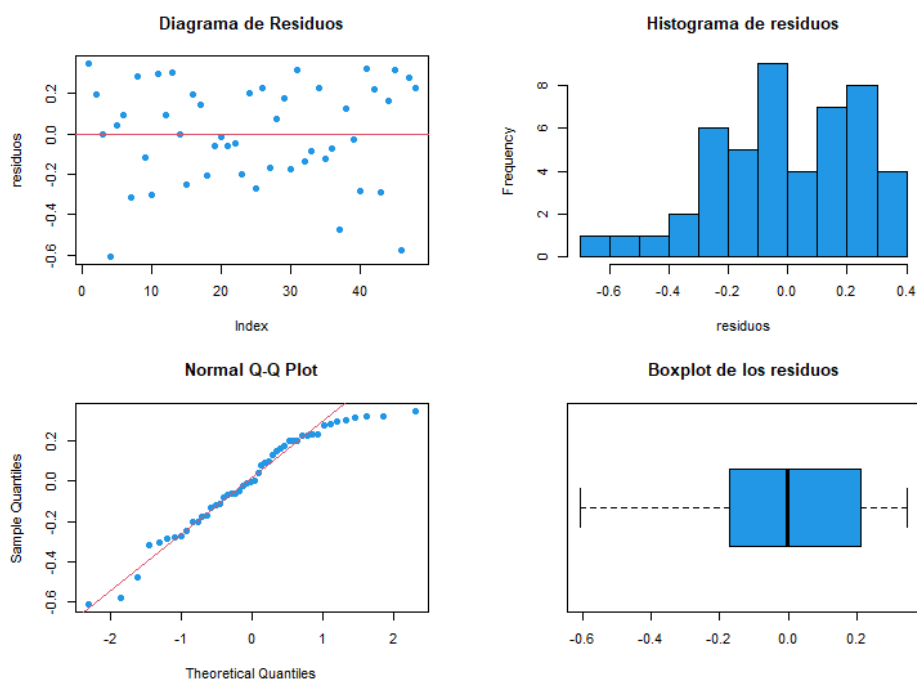 Diagrama de Residuos
residuos
0.2
0.0
-0.2
-0.4
-0.6
0 10 20 30 40
Index
Histograma de residuos
Frequency
8
6
4
2
0
-0.6 -0.2 0.0 0.2 0.4
residuos
Normal Q-Q Plot
Sample Quantiles
0.2
0.0
-0.2
-0.4
-0.6
-2 -1 0 1 2
Theoretical Quantiles
Boxplot de los residuos
-0.6 -0.4 -0.2 0.0 0.2